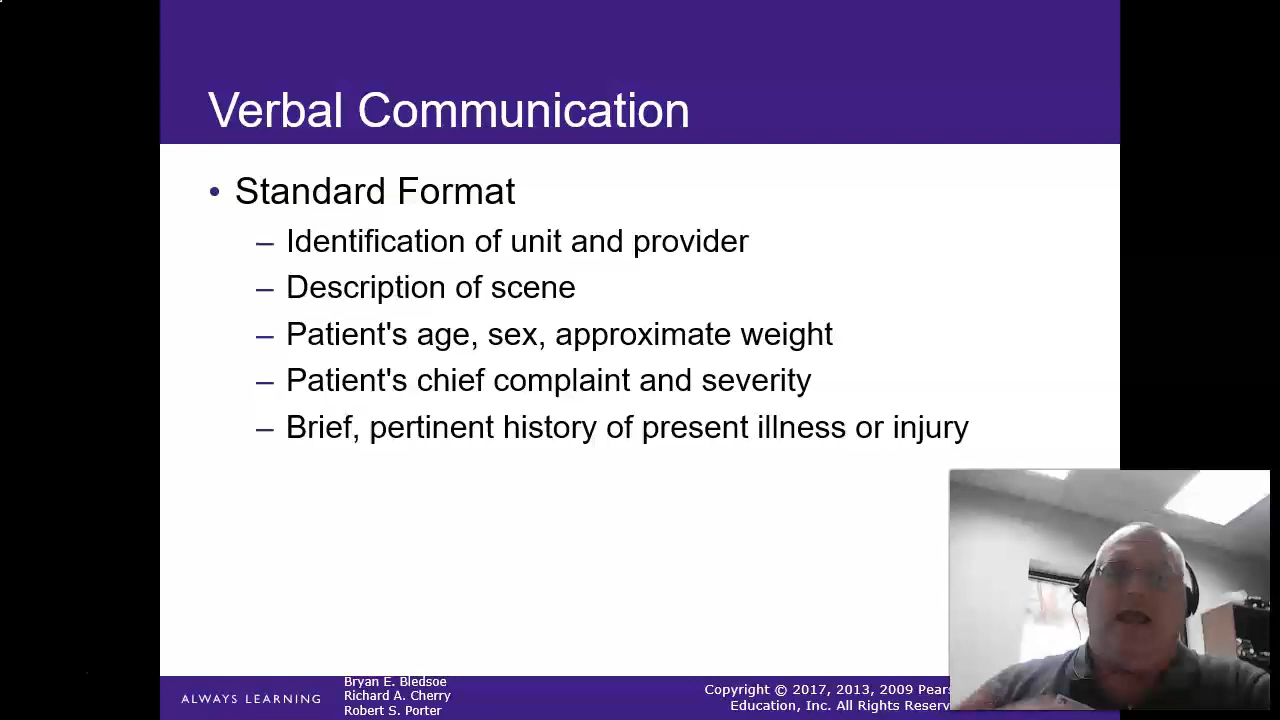 Verbal Communication
• Standard Format
– Identification of unit and provider
– Description of scene
– Patient's age, sex, approximate weight
– Patient's chief complaint and severity
– Brief, pertinent history of present illness or injury
ALWAYS LEARNING
Bryan E. Bledsoe
Richard A. Cherry
Robert S. Porter
Copyright © 2017, 2013, 2009
Education, Inc. All Rights